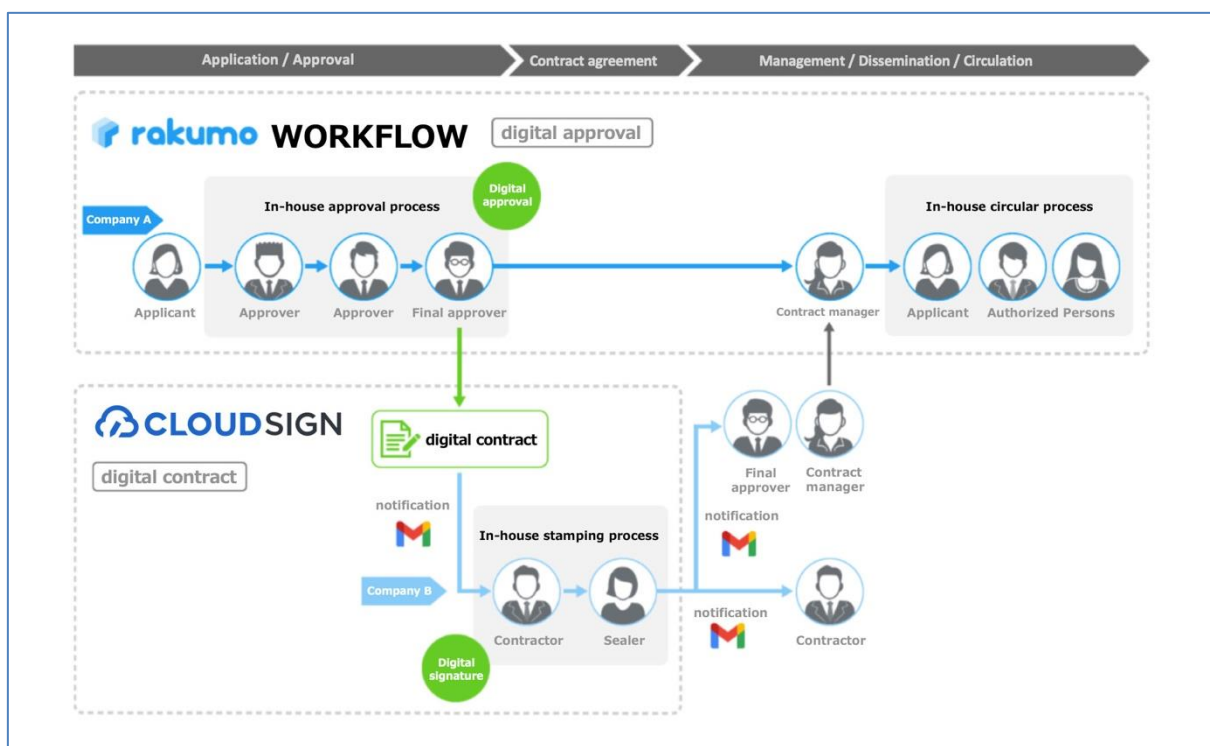 Application / Approval
Contract agreement
Management / Dissemination / Circulation
rakumo WORKFLOW
digital approval
Digital
approval
Company A
In-house approval process
In-house circular process
Applicant
Approver
Approver
Final approver
Contract manager
Applicant
Authorized Persons
CLOUDSIGN
digital contract
digital contract
notification
Final
approver
Contract
manager
notification
In-house stamping process
Company B
notification
Contractor
Sealer
Contractor
Digital
signature